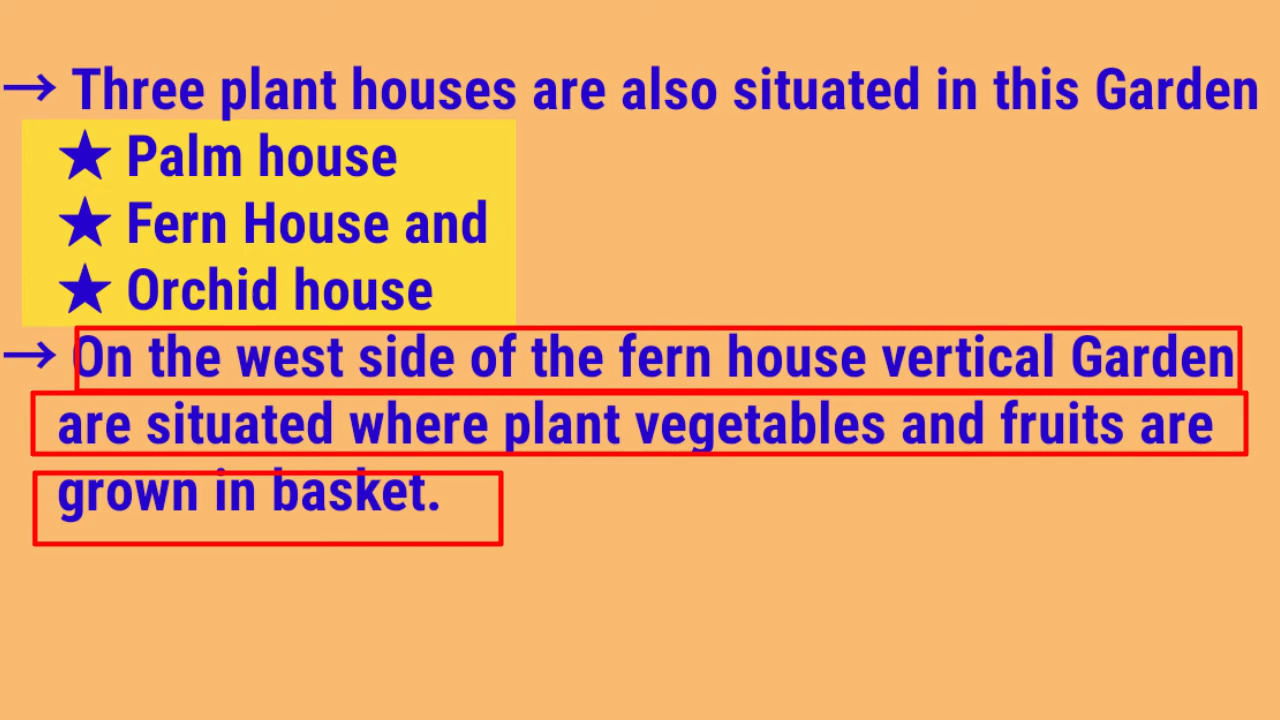 → Three plant houses are also situated in this Garden
★ Palm house
★ Fern House and
★ Orchid house
→ On the west side of the fern house vertical Garden
are situated where plant vegetables and fruits are
grown in basket.